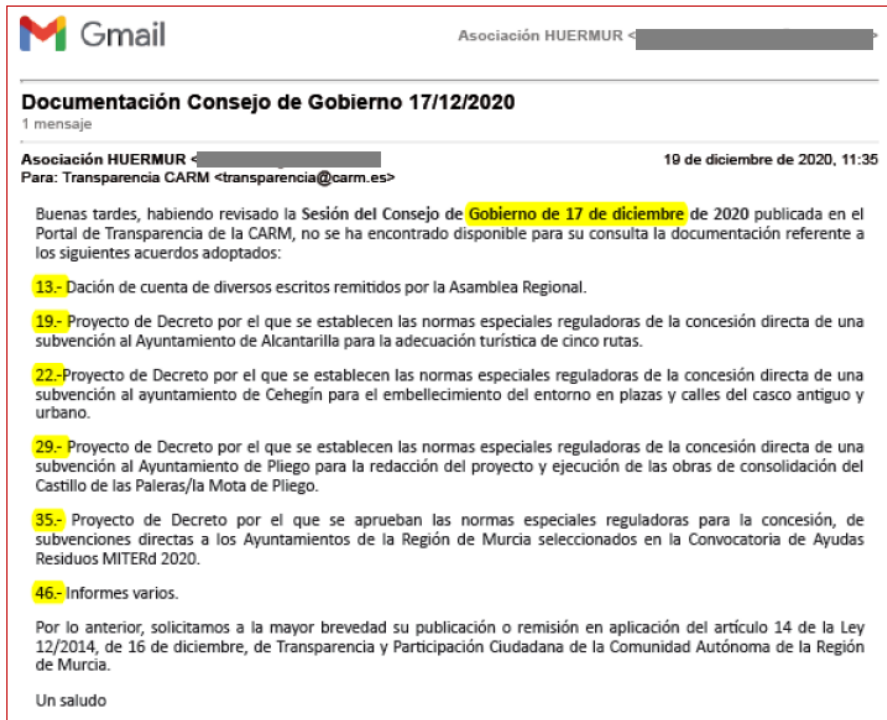 Gmail
Asociación HUERMUR <
>
Documentación Consejo de Gobierno 17/12/2020
1 mensaje
Asociación HUERMUR <
19 de diciembre de 2020, 11:35
Para: Transparencia CARM <transparencia@carm.es>
Buenas tardes, habiendo revisado la Sesión del Consejo de Gobierno de 17 de diciembre de 2020 publicada en el
Portal de Transparencia de la CARM, no se ha encontrado disponible para su consulta la documentación referente a
los siguientes acuerdos adoptados:
13.- Dación de cuenta de diversos escritos remitidos por la Asamblea Regional.
19.- Proyecto de Decreto por el que se establecen las normas especiales reguladoras de la concesión directa de una
subvención al Ayuntamiento de Alcantarilla para la adecuación turística de cinco rutas.
22.-Proyecto de Decreto por el que se establecen las normas especiales reguladoras de la concesión directa de una
subvención al ayuntamiento de Cehegín para el embellecimiento del entorno en plazas y calles del casco antiguo y
urbano.
29.- Proyecto de Decreto por el que se establecen las normas especiales reguladoras de la concesión directa de una
subvención al Ayuntamiento de Pliego para la redacción del proyecto y ejecución de las obras de consolidación del
Castillo de las Paleras/la Mota de Pliego.
35.- Proyecto de Decreto por el que se aprueban las normas especiales reguladoras para la concesión, de
subvenciones directas a los Ayuntamientos de la Región de Murcia seleccionados en la Convocatoria de Ayudas
Residuos MITERd 2020.
46.- Informes varios.
Por lo anterior, solicitamos a la mayor brevedad su publicación o remisión en aplicación del artículo 14 de la Ley
12/2014, de 16 de diciembre, de Transparencia y Participación Ciudadana de la Comunidad Autónoma de la Región
de Murcia.
Un saludo